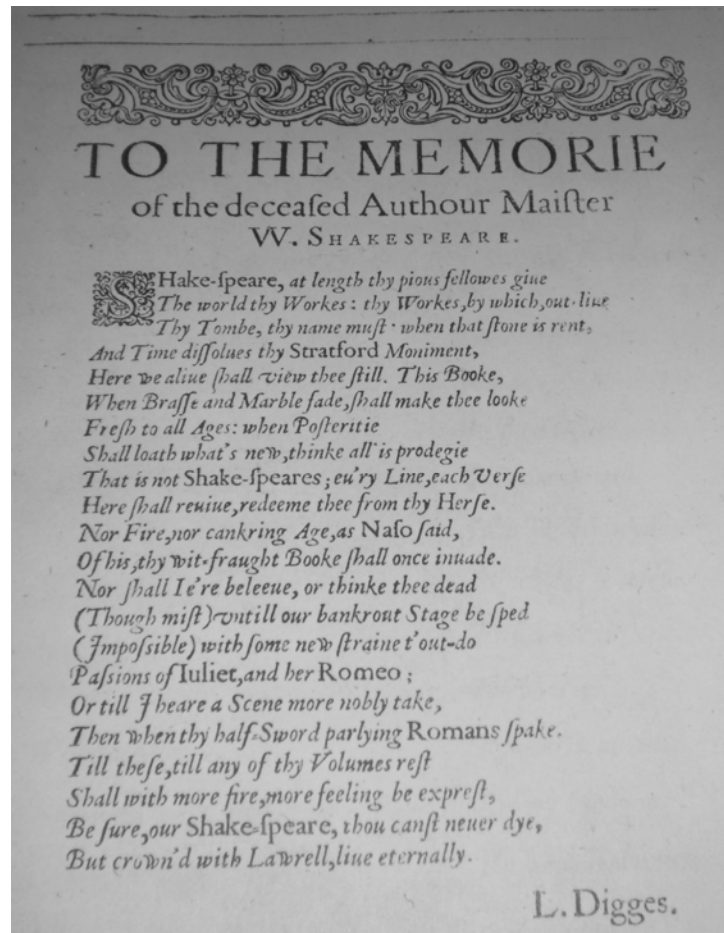 TO THE MEMORIE
of the deceaſed Authour Maiſter
VV. SHAKESPEARE.
SHake-ſpeare, at length thy pious fellowes giue
The world thy Workes: thy Workes, by which, out-liue
Thy Tombe, thy name muſt: when that ſtone is rent,
And Time diſſolues thy Stratford Moniment,
Here we aliue ſhall view thee ſtill. This Booke,
When Braſſe and Marble fade, ſhall make thee looke
Freſh to all Ages: when Poſteritie
Shall loath what's new, thinke all is prodegie
That is not Shake-ſpeares; eu'ry Line, each Verſe
Here ſhall reuiue, redeeme thee from thy Herſe.
Nor Fire, nor cankring Age, as Naſo ſaid,
Of his, thy wit-fraught Booke ſhall once inuade.
Nor ſhall I e're beleeue, or thinke thee dead
(Though miſt) vntill our bankrout Stage be ſped
(Impoſsible) with ſome new ſtraine t'out-do
Paſsions of Iuliet, and her Romeo;
Or till I heare a Scene more nobly take,
Then when thy half-Sword parlying Romans ſpake.
Till theſe, till any of thy Volumes reſt
Shall with more fire, more feeling be expreſt,
Be ſure, our Shake-ſpeare, thou canſt neuer dye,
But crown'd with Lawrell, liue eternally.
L. Digges.